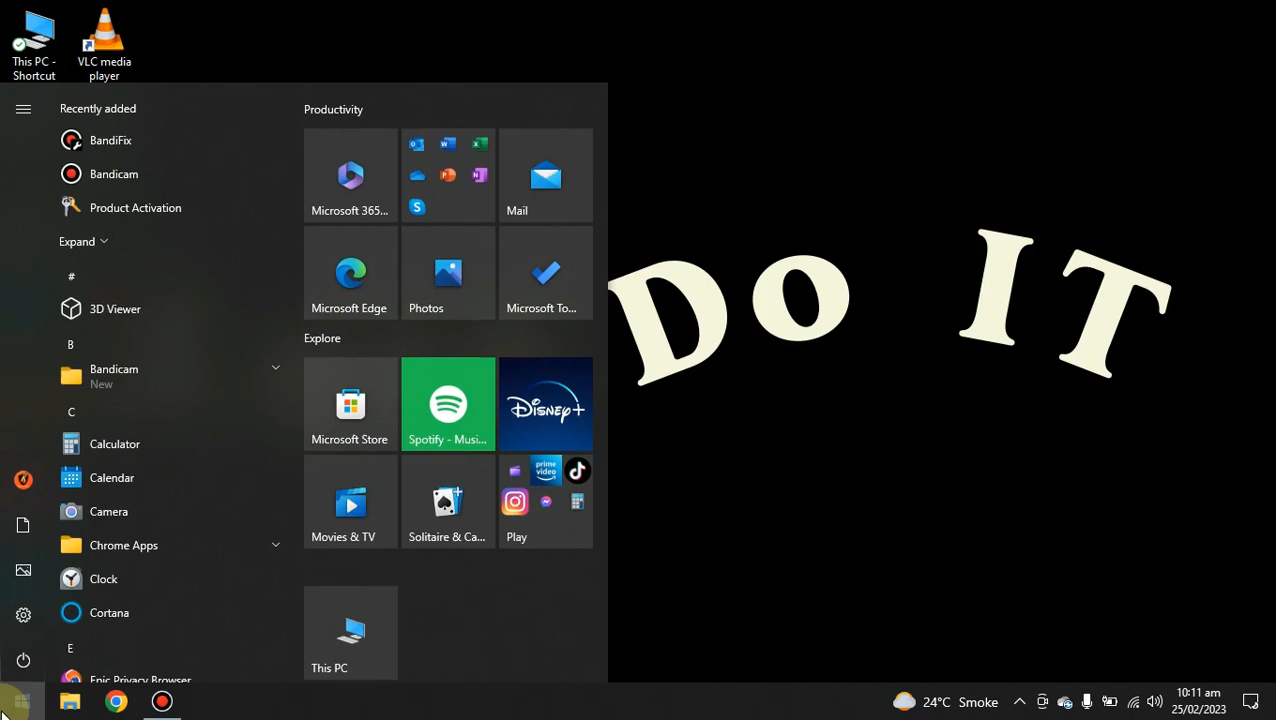 This PC -
Shortcut
VLC media
player
Recently added
BandiFix
Bandicam
Product Activation
Expand
#
3D Viewer
B
Bandicam
New
C
Calculator
Calendar
Camera
Chrome Apps
Clock
Cortana
E
Epic Privacy Browser
Productivity
Microsoft 365...
Mail
Microsoft Edge
Photos
Microsoft To...
Explore
Microsoft Store
Spotify - Musi...
Disney+
Movies & TV
Solitaire & Ca...
prime video
Play
This PC
Do IT
24°C Smoke
10:11 am
25/02/2023